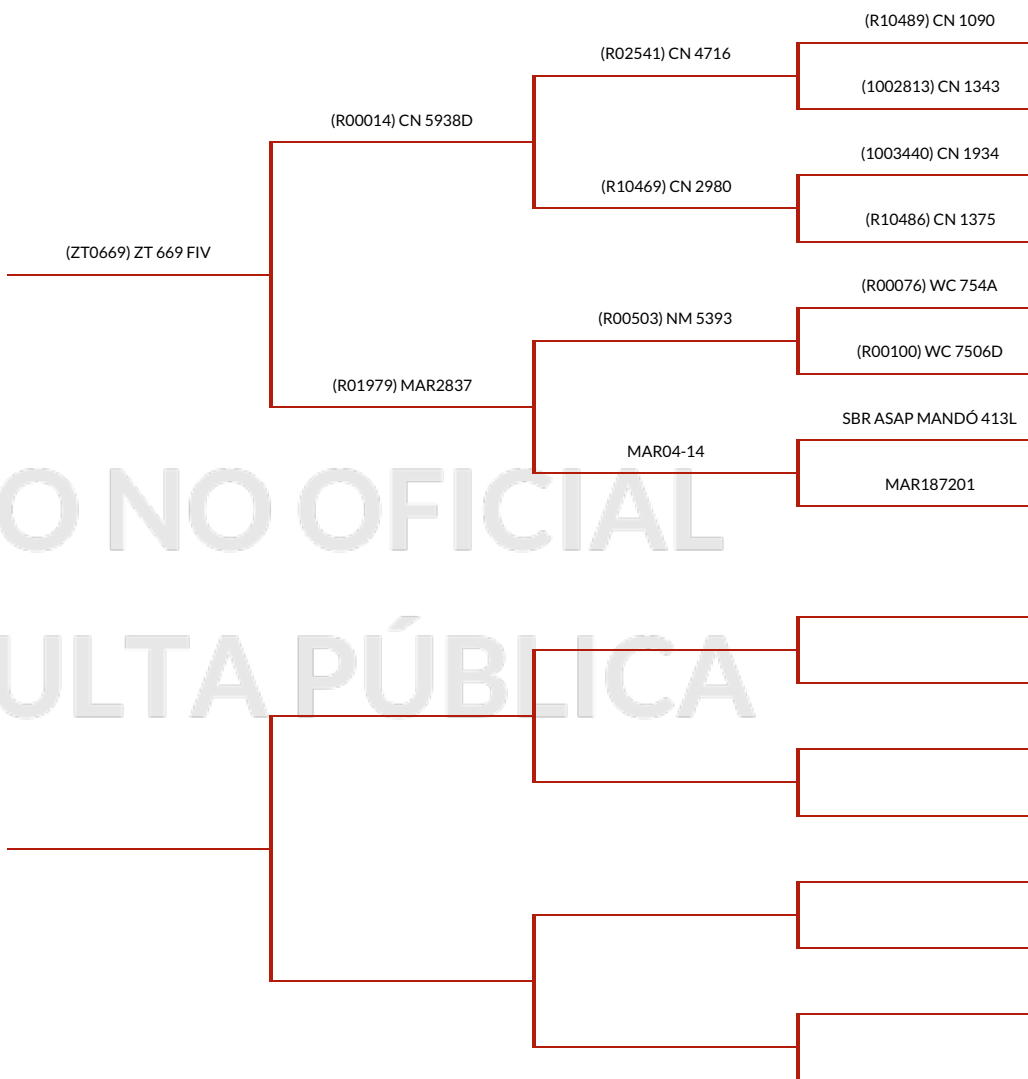 (R10489) CN 1090
(R02541) CN 4716
(1002813) CN 1343
(R00014) CN 5938D
(1003440) CN 1934
(R10469) CN 2980
(R10486) CN 1375
(ZT0669) ZT 669 FIV
(R00076) WC 754A
(R00503) NM 5393
(R00100) WC 7506D
(R01979) MAR2837
SBR ASAP MANDÓ 413L
MAR04-14
MAR187201
O NO OFICIAL
ULTA PÚBLICA